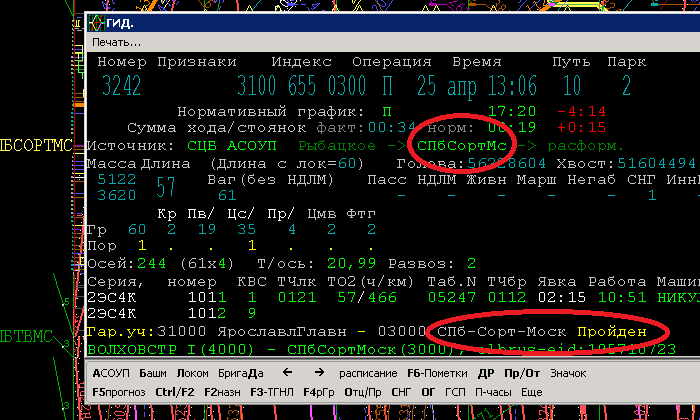 ГИД.
Печать...
Номер Признаки Индекс Операция Время Путь Парк
3242 3100 655 0300 П 25 апр 13:06 10 2
Нормативный график: П 17:20 -4:14
Сумма хода/стоянок факт:00:34 норм: 00:19 +0:15
БСОРТМС
Источник: СЦБ АСОУП Рыбацкое -> СПбСортМс -> расформ.
Масса Длина (Длина с лок=60) Голова:56228604 Хвост:51604494
5122 57 Ваг(без НДЛМ) Пасс НДЛМ Живн Марш Негаб СНГ Инн
3620 61 - - - - - 1
Кр Пв/ Цс/ Пр/ Цмв Фтг
Гр 60 2 19 35 4 2 2
Пор 1 . . 1 . . .
Осей:244 (61x4) Т/ось: 20,99 Развоз: 2
Серия, номер КВС ТЧлк ТО2(ч/км) Таб.N ТЧбр Явка Работа Машин
2ЭС4К 1011 1 0121 57/466 05247 0112 02:15 10:51 НИКУЛ
2ЭС4К 1012 9
БТВМС
Гар.уч:31000 ЯрославлГлавн - 03000 СПб-Сорт-Моск Пройден
ВОЛХОВСТР I(4000) - СПбСортМоск(3000),
АСОУП Башм Локом БригаДа <- -> расписание F6-Пометки ДР Пр/От Значок
F5прогноз Ctrl/F2 F2назн F3-ТГНЛ F4рГр Отц/Пр СНГ ОГ ГСП П-часы Еще